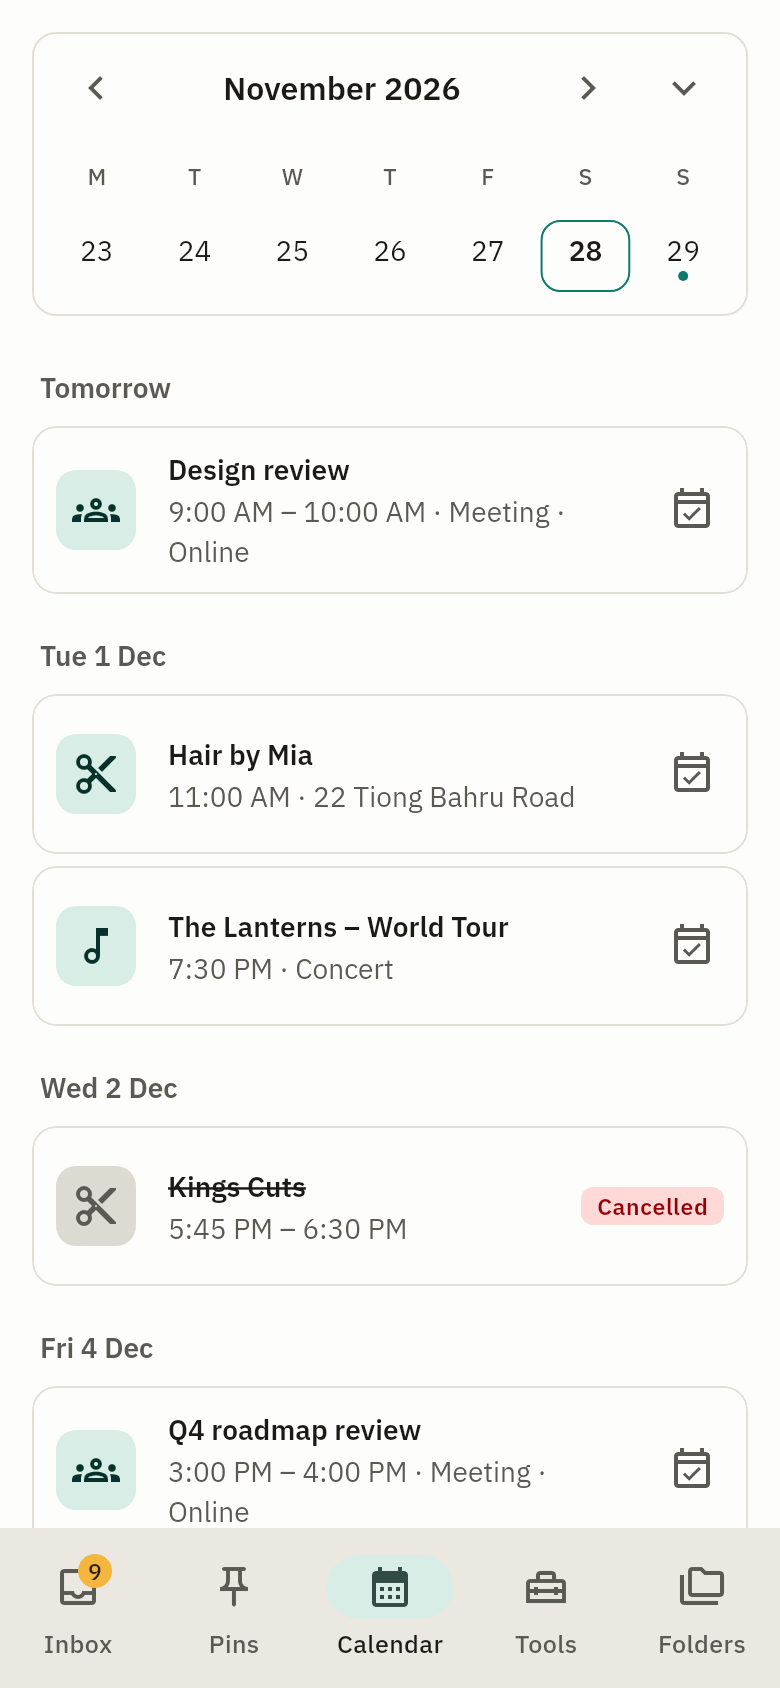 November 2026
M T W T F S S
23 24 25 26 27 28 29
Tomorrow
Design review
9:00 AM – 10:00 AM · Meeting ·
Online
Tue 1 Dec
Hair by Mia
11:00 AM · 22 Tiong Bahru Road
The Lanterns – World Tour
7:30 PM · Concert
Wed 2 Dec
Kings Cuts
5:45 PM – 6:30 PM
Cancelled
Fri 4 Dec
Q4 roadmap review
3:00 PM – 4:00 PM · Meeting ·
Online
9
Inbox Pins Calendar Tools Folders